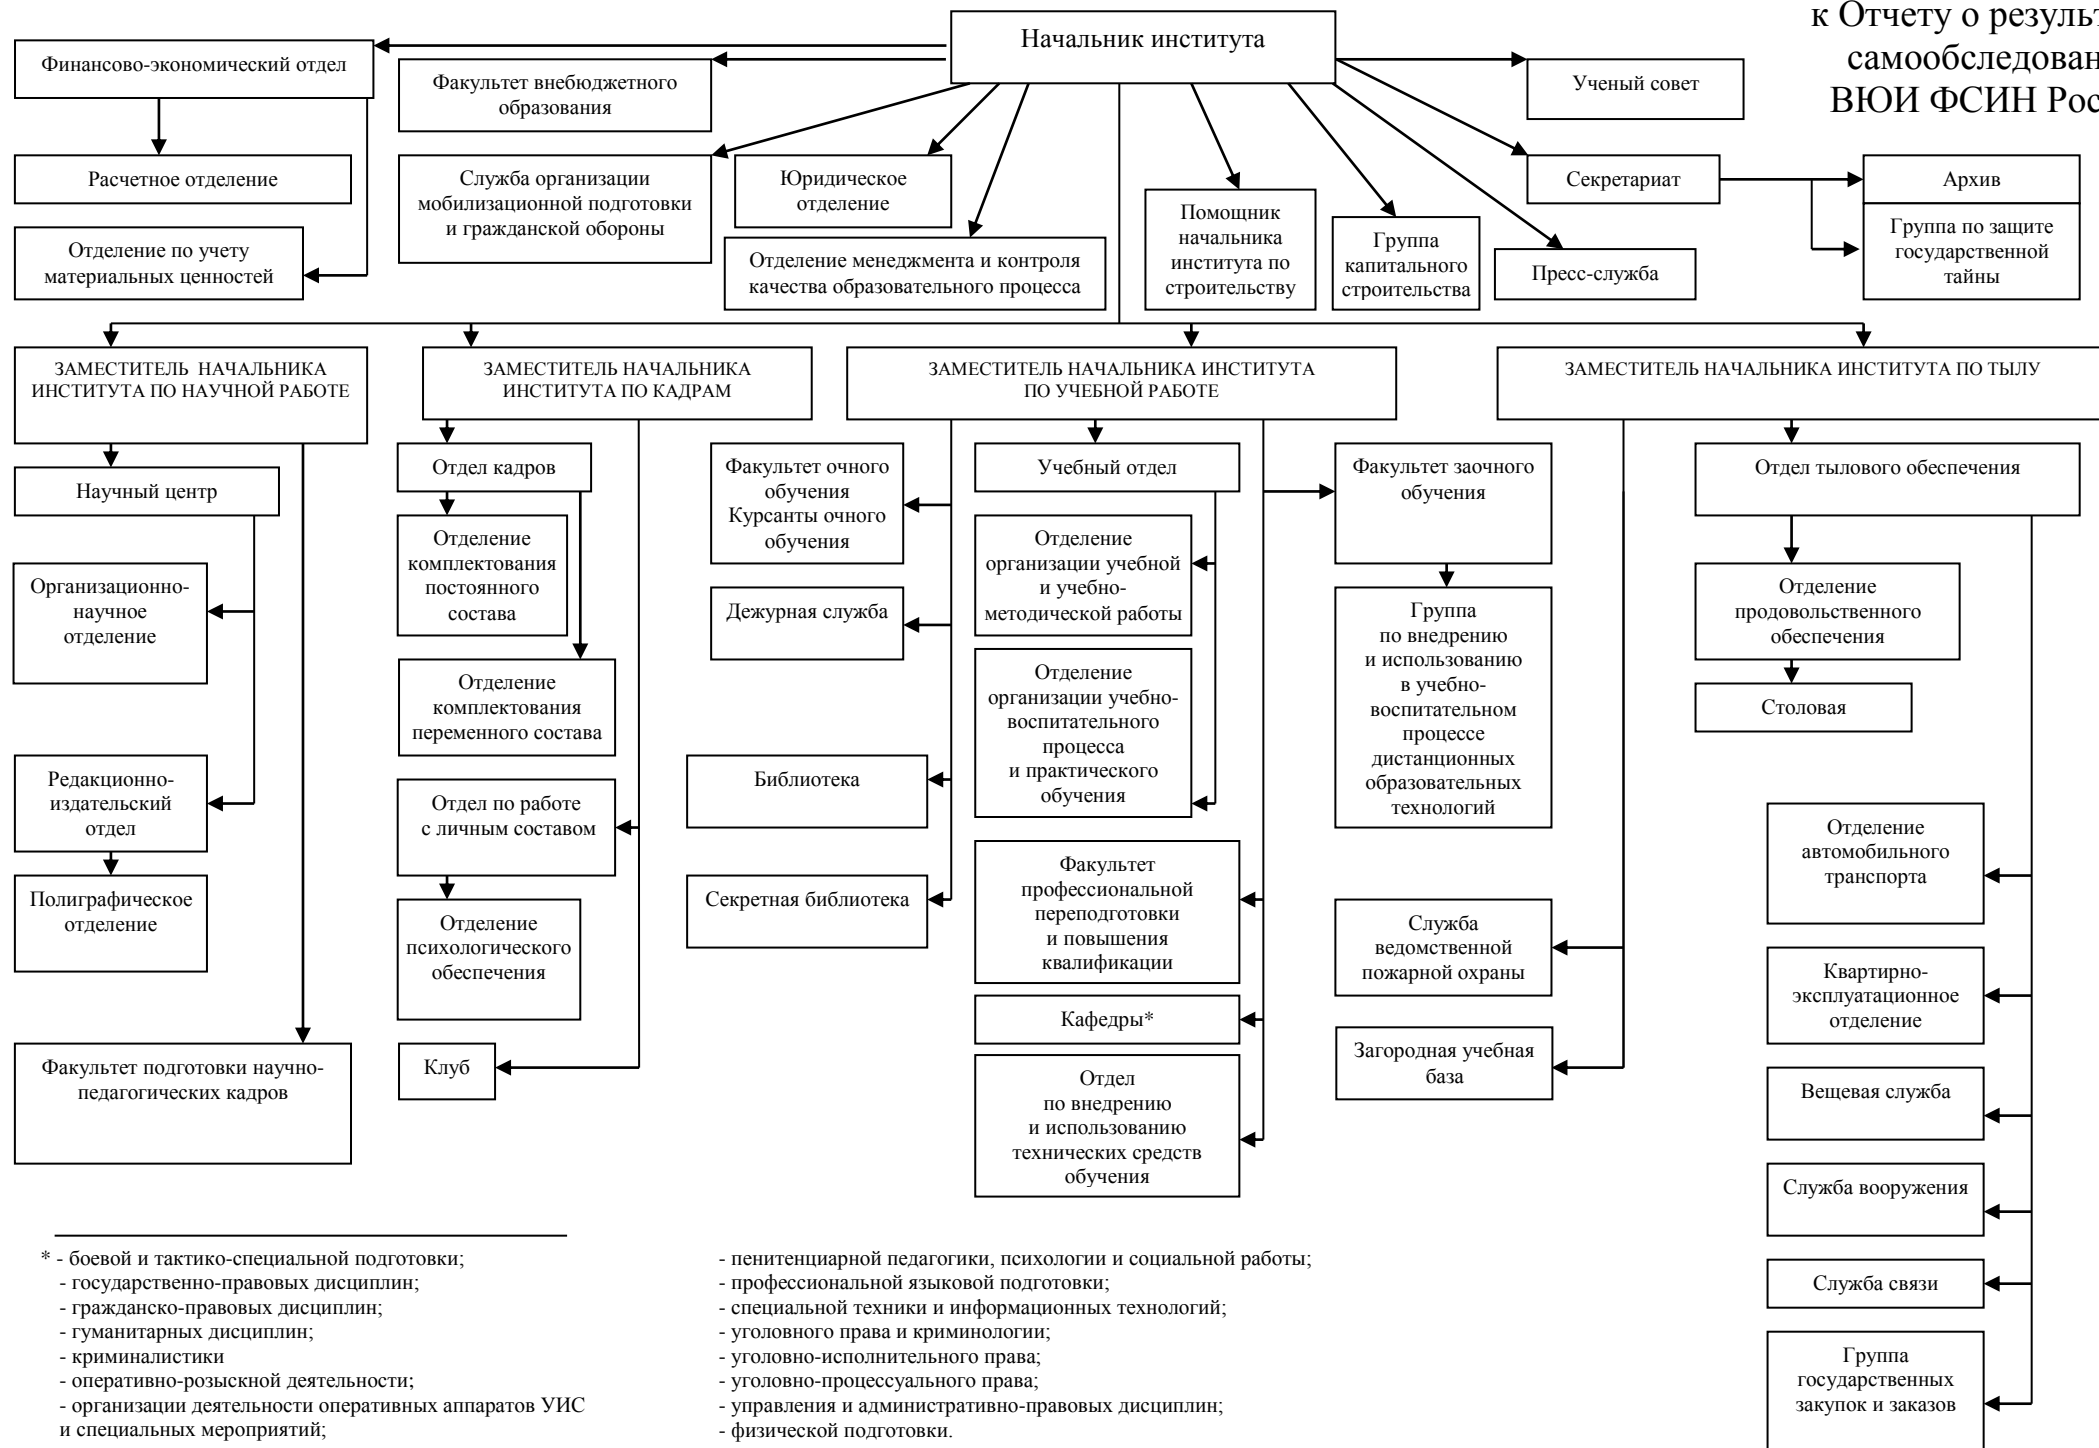 к Отчету о
самообследован
ВЮИ ФСИН
Начальник института
Финансово-экономический отдел
Факультет внебюджетного
образования
Ученый совет
Расчетное отделение
Служба организации
мобилизационной подготовки
и гражданской обороны
Юридическое
отделение
Помощник
начальника
института по
строительству
Группа
капитального
строительства
Секретариат
Архив
Группа по защите
государственной
тайны
Отделение по учету
материальных ценностей
Отделение менеджмента и контроля
качества образовательного процесса
Пресс-служба
ЗАМЕСТИТЕЛЬ НАЧАЛЬНИКА
ИНСТИТУТА ПО НАУЧНОЙ РАБОТЕ
ЗАМЕСТИТЕЛЬ НАЧАЛЬНИКА
ИНСТИТУТА ПО КАДРАМ
ЗАМЕСТИТЕЛЬ НАЧАЛЬНИКА ИНСТИТУТА
ПО УЧЕБНОЙ РАБОТЕ
ЗАМЕСТИТЕЛЬ НАЧАЛЬНИКА ИНСТИТУТА ПО ТЫЛУ
Научный центр
Организационно-
научное
отделение
Редакционно-
издательский
отдел
Полиграфическое
отделение
Факультет подготовки научно-
педагогических кадров
Отдел кадров
Отделение
комплектования
постоянного
состава
Отделение
комплектования
переменного состава
Отдел по работе
с личным составом
Отделение
психологического
обеспечения
Клуб
Факультет очного
обучения
Курсанты очного
обучения
Дежурная служба
Библиотека
Секретная библиотека
Учебный отдел
Отделение
организации учебной
и учебно-
методической работы
Отделение
организации учебно-
воспитательного
процесса
и практического
обучения
Факультет
профессиональной
переподготовки
и повышения
квалификации
Кафедры*
Отдел
по внедрению
и использованию
технических средств
обучения
Факультет заочного
обучения
Группа
по внедрению
и использованию
в учебно-
воспитательном
процессе
дистанционных
образовательных
технологий
Служба
ведомственной
пожарной охраны
Загородная учебная
база
Отдел тылового обеспечения
Отделение
продовольственного
обеспечения
Столовая
Отделение
автомобильного
транспорта
Квартирно-
эксплуатационное
отделение
Вещевая служба
Служба вооружения
Служба связи
Группа
государственных
закупок и заказов
* - боевой и тактико-специальной подготовки;
- государственно-правовых дисциплин;
- гражданско-правовых дисциплин;
- гуманитарных дисциплин;
- криминалистики
- оперативно-розыскной деятельности;
- организации деятельности оперативных аппаратов УИС
и специальных мероприятий;
- пенитенциарной педагогики, психологии и социальной работы;
- профессиональной языковой подготовки;
- специальной техники и информационных технологий;
- уголовного права и криминологии;
- уголовно-исполнительного права;
- уголовно-процессуального права;
- управления и административно-правовых дисциплин;
- физической подготовки.